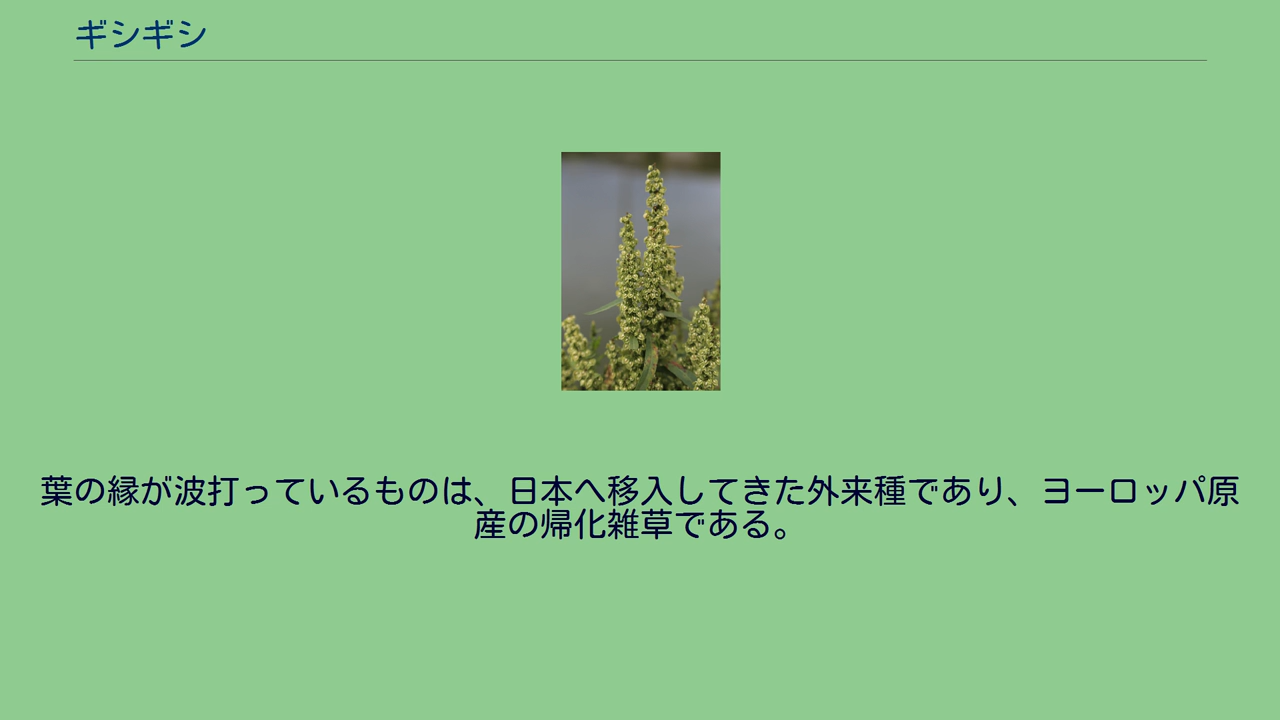 ギシギシ
葉の縁が波打っているものは、日本へ移入してきた外来種であり、ヨーロッパ原
産の帰化雑草である。